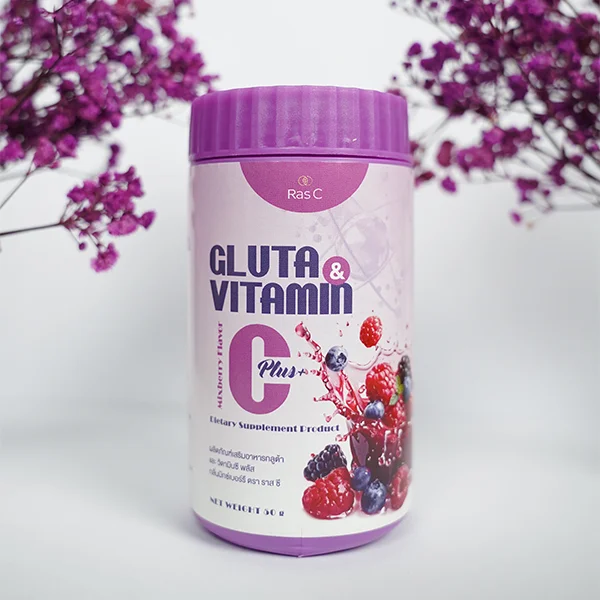 Ras C
GLUTA &
VITAMIN
C Plus+
Mixberry Flavor
Dietary Supplement Product
ผลิตภัณฑ์เสริมอาหารกลูต้า
และ วิตามินซี พลัส
กลิ่นมิกซ์เบอร์รี่ ตรา ราส ซี
NET WEIGHT 50 g